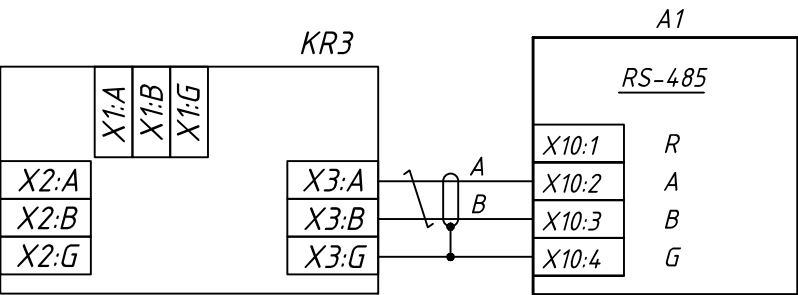 A1
KR3
RS-485
X1:A X1:B X1:G
X10:1 R
X2:A X3:A A X10:2 A
X2:B X3:B B X10:3 B
X2:G X3:G X10:4 G